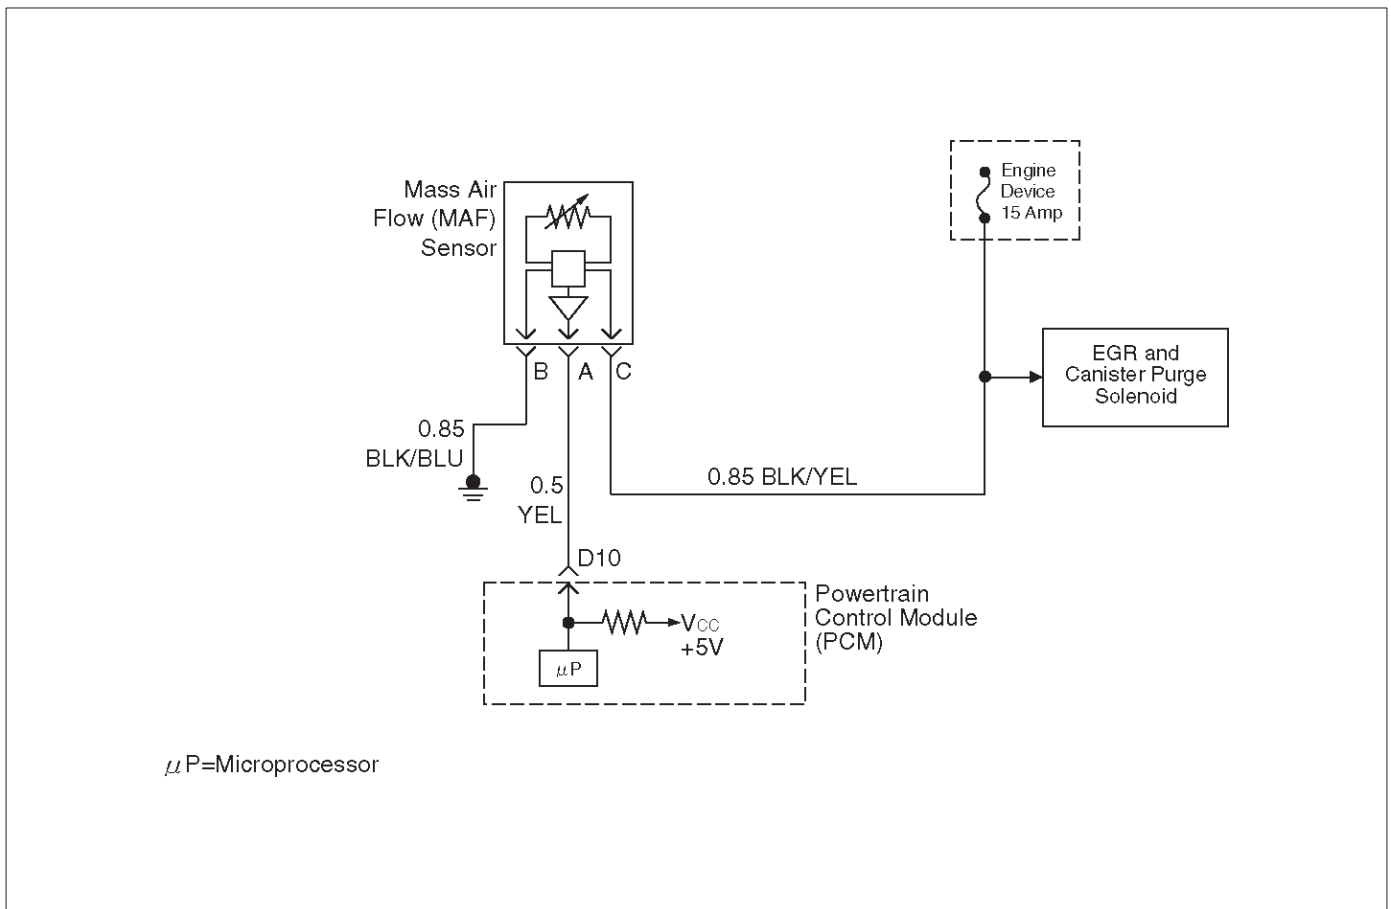 Mass Air
Flow (MAF)
Sensor
Engine
Device
15 Amp
EGR and
Canister Purge
Solenoid
B
A
C
0.85
BLK/BLU
0.5
YEL
0.85 BLK/YEL
D10
Powertrain
Control Module
(PCM)
VCC
+5V
μP
μP=Microprocessor